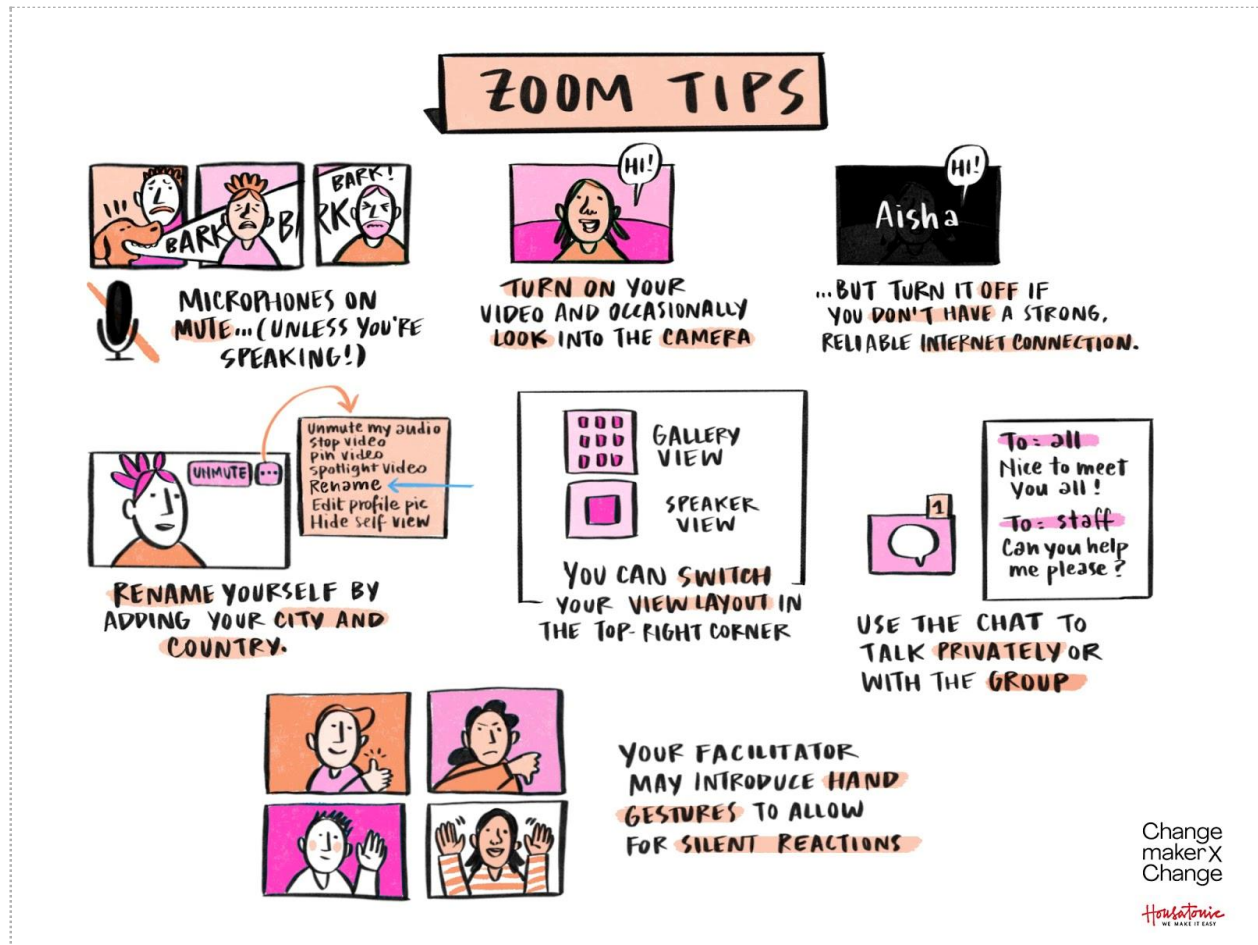 ZOOM TIPS
BARK
BARK!
BI
RK
HI!
HI!
Aisha
MICROPHONES ON
MUTE...(UNLESS YOU'RE
SPEAKING!)
TURN ON YOUR
VIDEO AND OCCASIONALLY
LOOK INTO THE CAMERA
...BUT TURN IT OFF IF
YOU DON'T HAVE A STRONG,
RELIABLE INTERNET CONNECTION.
UNMUTE ...
Unmute my audio
stop video
pin video
spotlight video
Rename
Edit profile pic
Hide self view
RENAME YOURSELF BY
ADDING YOUR CITY AND
COUNTRY.
GALLERY
VIEW
SPEAKER
VIEW
YOU CAN SWITCH
YOUR VIEW LAYOUT IN
THE TOP-RIGHT CORNER
1
To: all
Nice to meet
you all!
To: staff
Can you help
me please?
USE THE CHAT TO
TALK PRIVATELY OR
WITH THE GROUP
YOUR FACILITATOR
MAY INTRODUCE HAND
GESTURES TO ALLOW
FOR SILENT REACTIONS
Change
maker X
Change
Housatonic
WE MAKE IT EASY